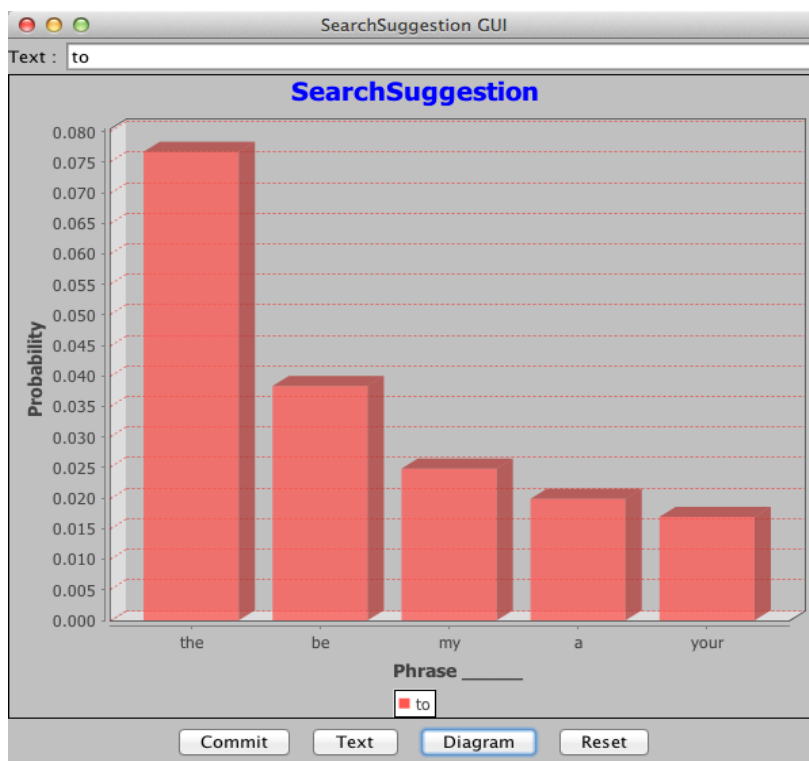 SearchSuggestion GUI
Text : to
SearchSuggestion
0.080
0.075
0.070
0.065
0.060
0.055
0.050
0.045
0.040
0.035
0.030
0.025
0.020
0.015
0.010
0.005
0.000
Probability
the be my a your
Phrase ______
to
Commit Text Diagram Reset